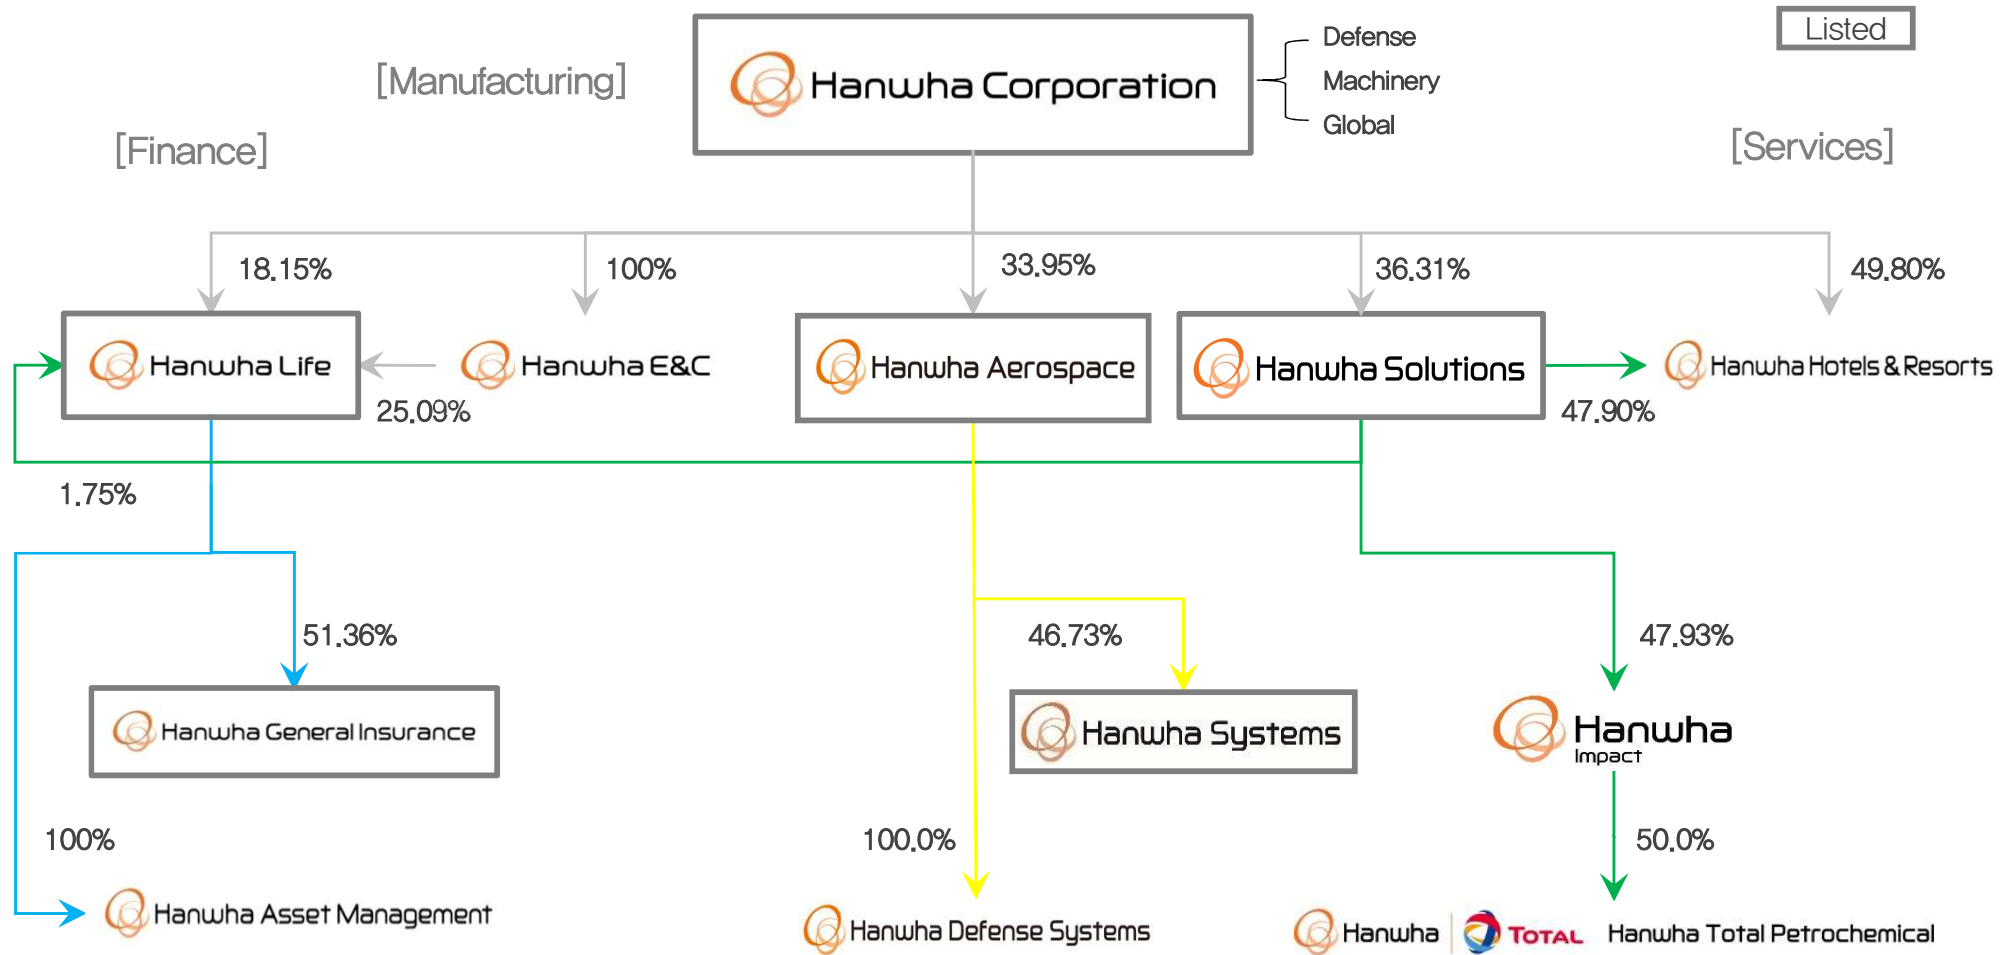 Listed
Hanwha Corporation
Defense
Machinery
Global
[Manufacturing]
[Finance]
[Services]
18.15%
100%
33.95%
36.31%
49.80%
Hanwha Life
Hanwha E&C
Hanwha Aerospace
Hanwha Solutions
Hanwha Hotels & Resorts
25.09%
47.90%
1.75%
51.36%
46.73%
47.93%
Hanwha General Insurance
Hanwha Systems
Hanwha
Impact
100%
100.0%
50.0%
Hanwha Asset Management
Hanwha Defense Systems
Hanwha TOTAL Hanwha Total Petrochemical